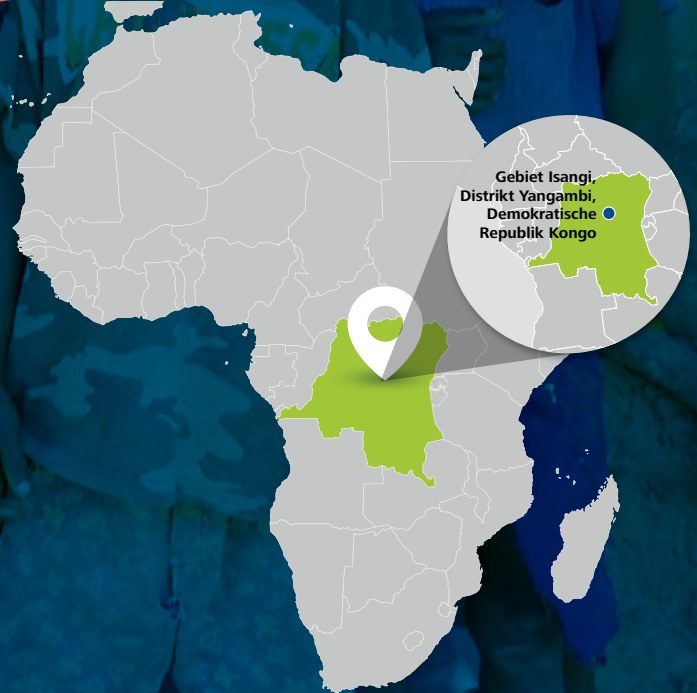 Gebiet Isangi,
Distrikt Yangambi,
Demokratische
Republik Kongo